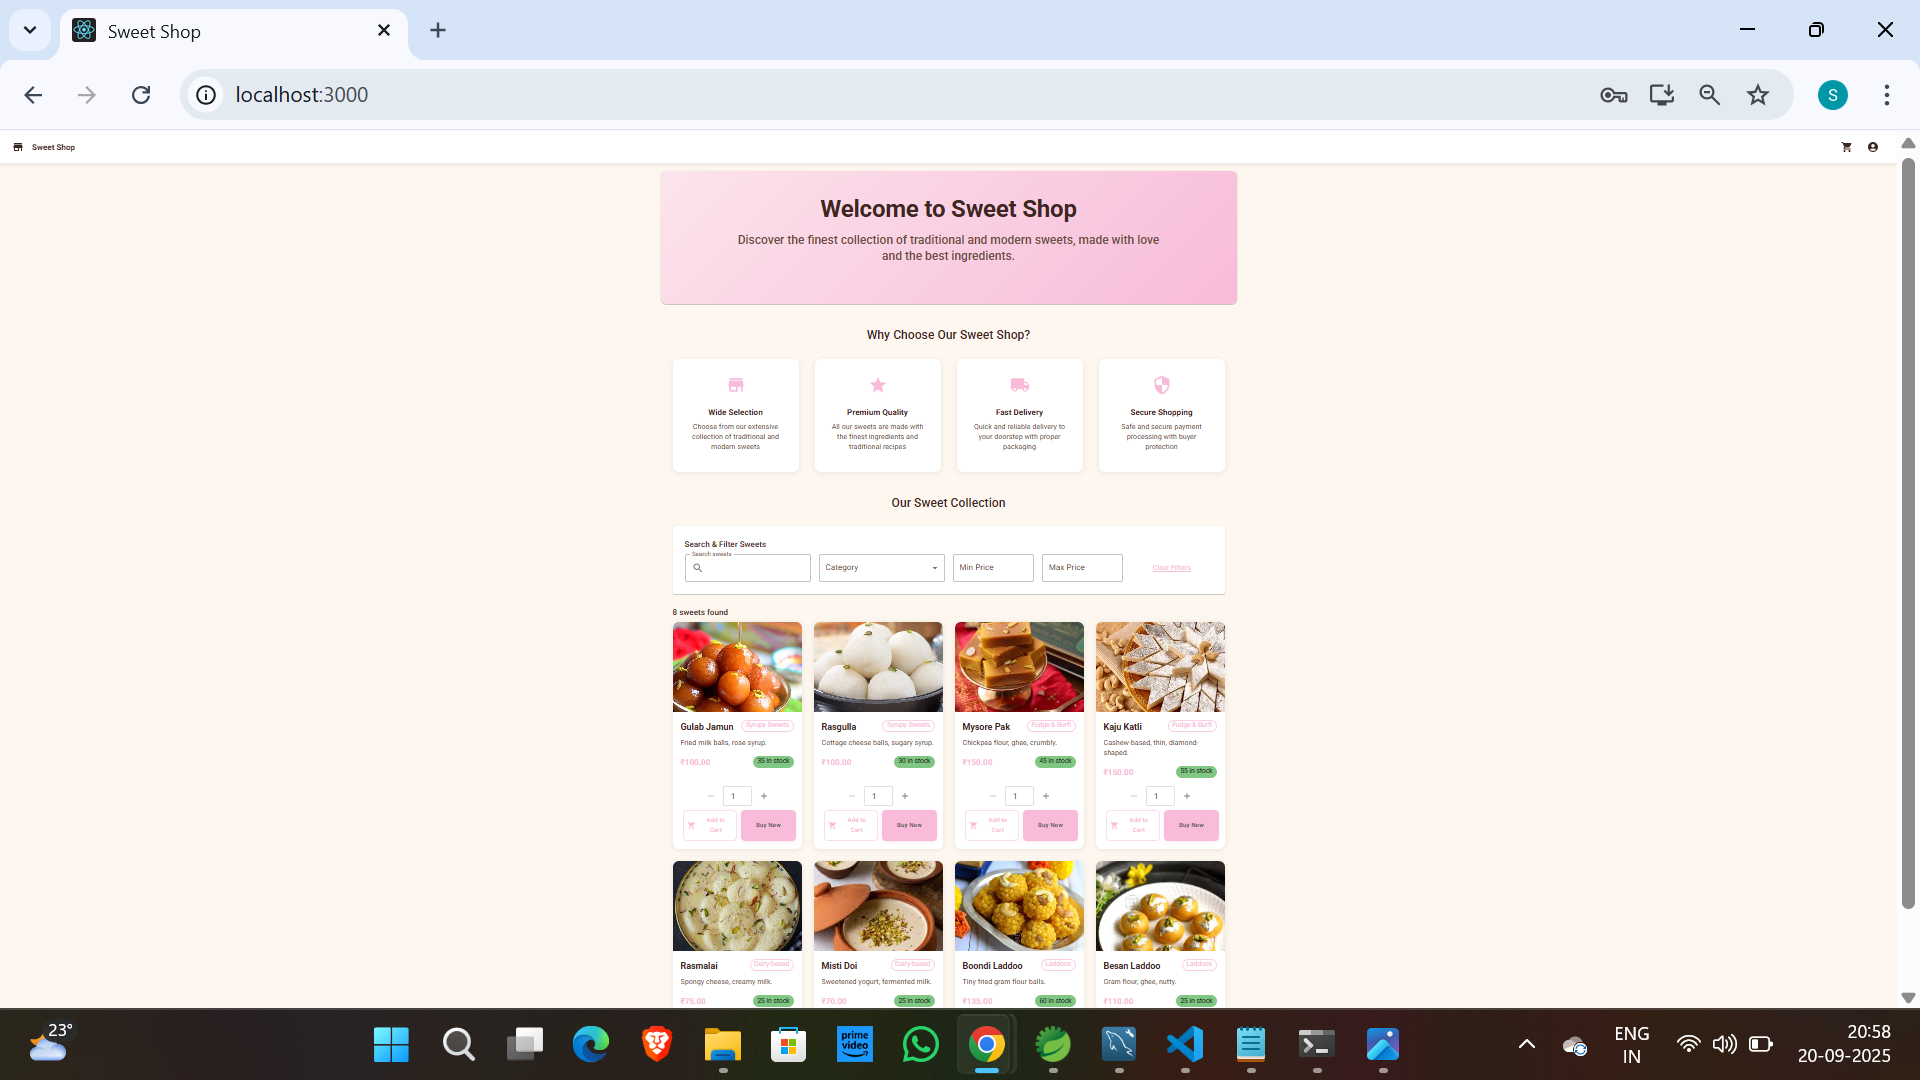 Sweet Shop
localhost:3000
S
Sweet Shop
Welcome to Sweet Shop
Discover the finest collection of traditional and modern sweets, made with love
and the best ingredients.
Why Choose Our Sweet Shop?
Wide Selection
Choose from our extensive
collection of traditional and
modern sweets
Premium Quality
All our sweets are made with
the finest ingredients and
traditional recipes
Fast Delivery
Quick and reliable delivery to
your doorstep with proper
packaging
Secure Shopping
Safe and secure payment
processing with buyer
protection
Our Sweet Collection
Search & Filter Sweets
Search sweets
Category
Min Price
Max Price
Clear Filters
8 sweets found
Gulab Jamun
Syrupy Sweets
Fried milk balls, rose syrup.
₹100.00
35 in stock
1
Add to
Cart
Buy Now
Rasgulla
Syrupy Sweets
Cottage cheese balls, sugary syrup.
₹100.00
30 in stock
1
Add to
Cart
Buy Now
Mysore Pak
Fudge & Barfi
Chickpea flour, ghee, crumbly.
₹150.00
45 in stock
1
Add to
Cart
Buy Now
Kaju Katli
Fudge & Barfi
Cashew-based, thin, diamond-
shaped.
₹150.00
55 in stock
1
Add to
Cart
Buy Now
Rasmalai
Dairy-based
Spongy cheese, creamy milk.
₹75.00
25 in stock
Misti Doi
Dairy-based
Sweetened yogurt, fermented milk.
₹70.00
25 in stock
Boondi Laddoo
Laddoos
Tiny fried gram flour balls.
₹135.00
60 in stock
Besan Laddoo
Laddoos
Gram flour, ghee, nutty.
₹110.00
25 in stock
23°
prime
video
ENG
IN
20:58
20-09-2025